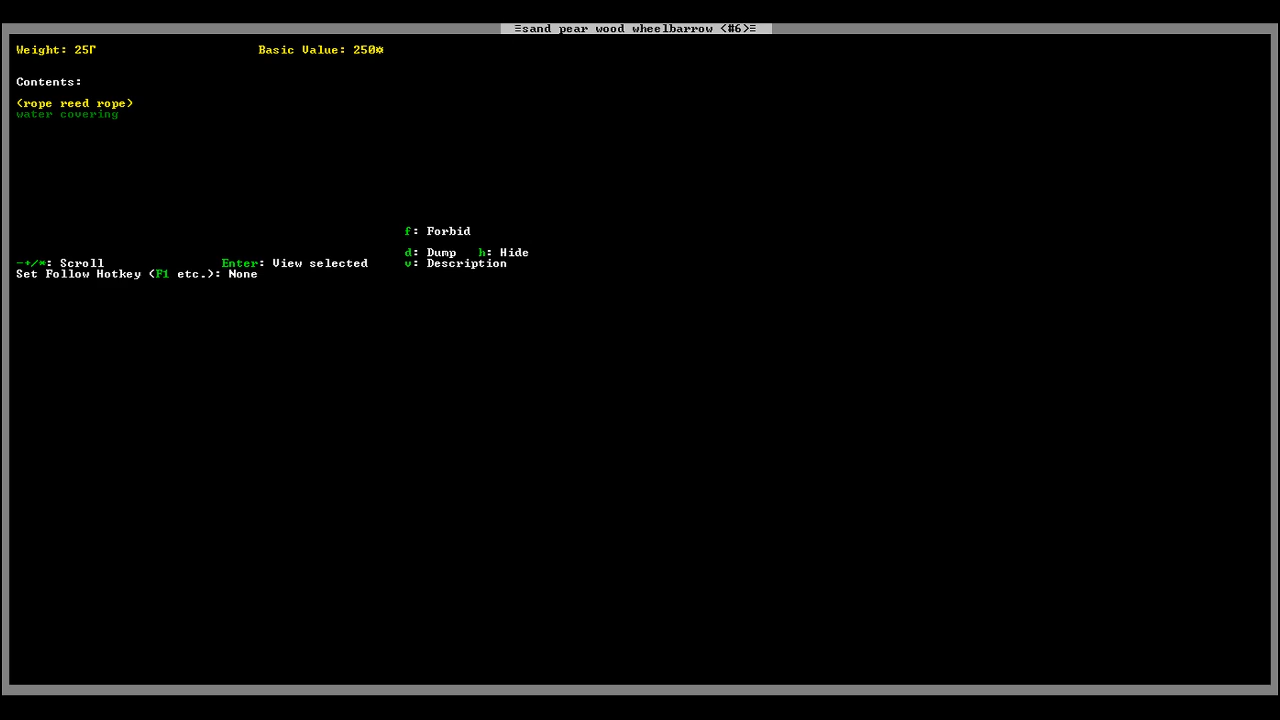 ≡sand pear wood wheelbarrow <#6>≡
Weight: 25Γ Basic Value: 250☼
Contents:
(rope reed rope)
water covering
f: Forbid
d: Dump h: Hide
-+/*: Scroll Enter: View selected v: Description
Set Follow Hotkey (F1 etc.): None